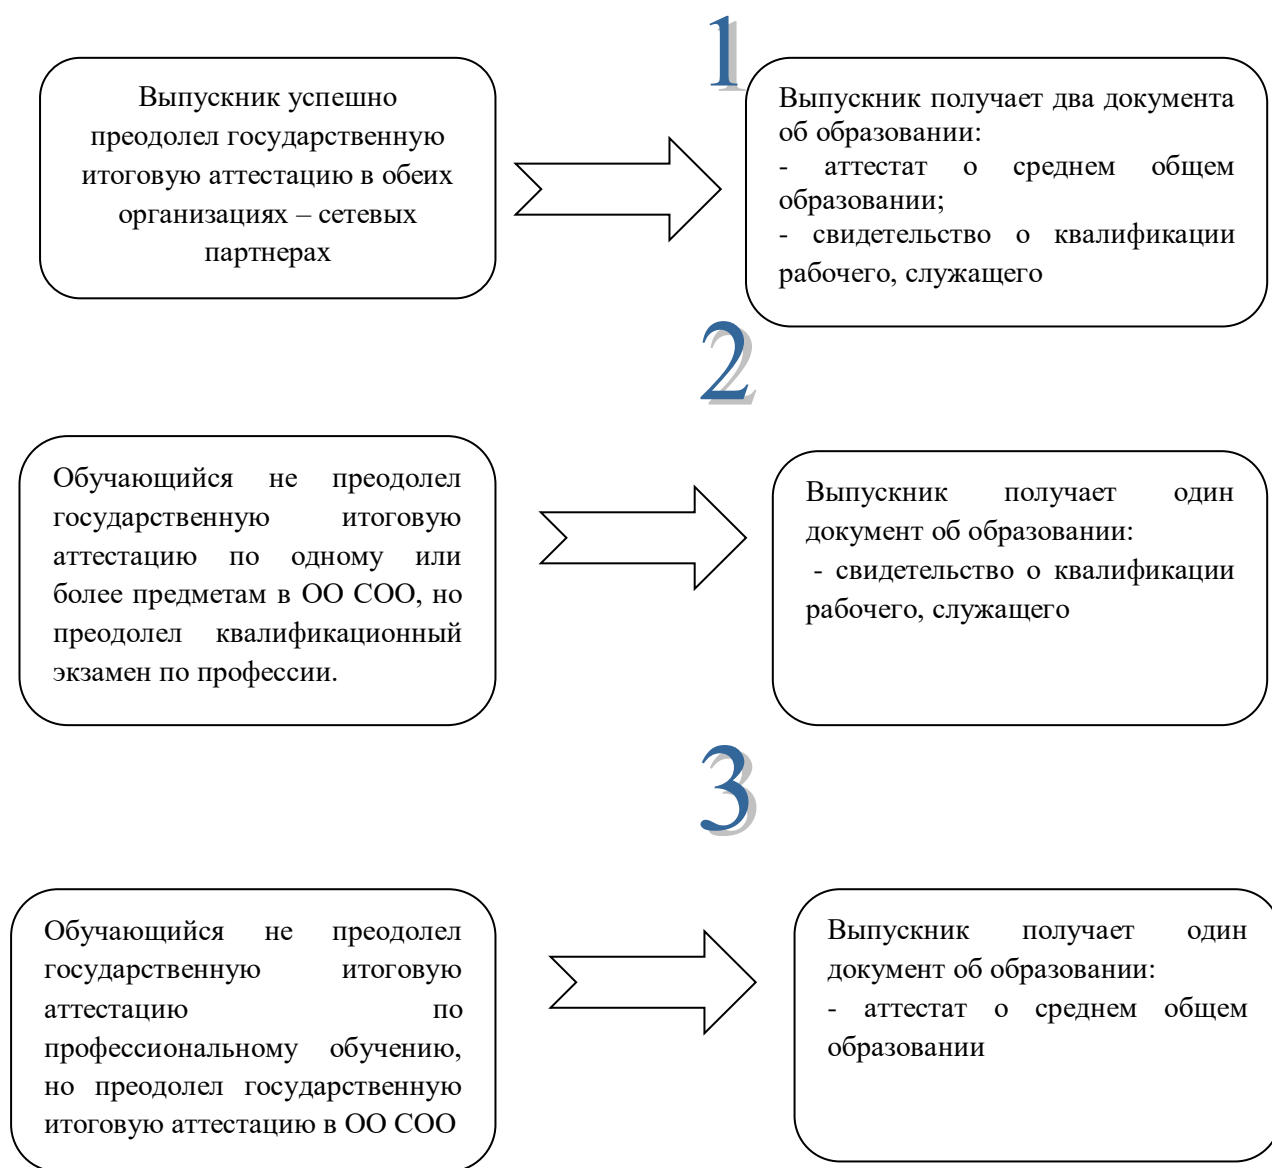 1
Выпускник успешно
преодолел государственную
итоговую аттестацию в обеих
организациях – сетевых
партнерах
Выпускник получает два документа
об образовании:
- аттестат о среднем общем
образовании;
- свидетельство о квалификации
рабочего, служащего
2
Обучающийся не преодолел
государственную итоговую
аттестацию по одному или
более предметам в ОО СОО, но
преодолел квалификационный
экзамен по профессии.
Выпускник получает один
документ об образовании:
- свидетельство о квалификации
рабочего, служащего
3
Обучающийся не преодолел
государственную итоговую
аттестацию по
профессиональному обучению,
но преодолел государственную
итоговую аттестацию в ОО СОО
Выпускник получает один
документ об образовании:
- аттестат о среднем общем
образовании